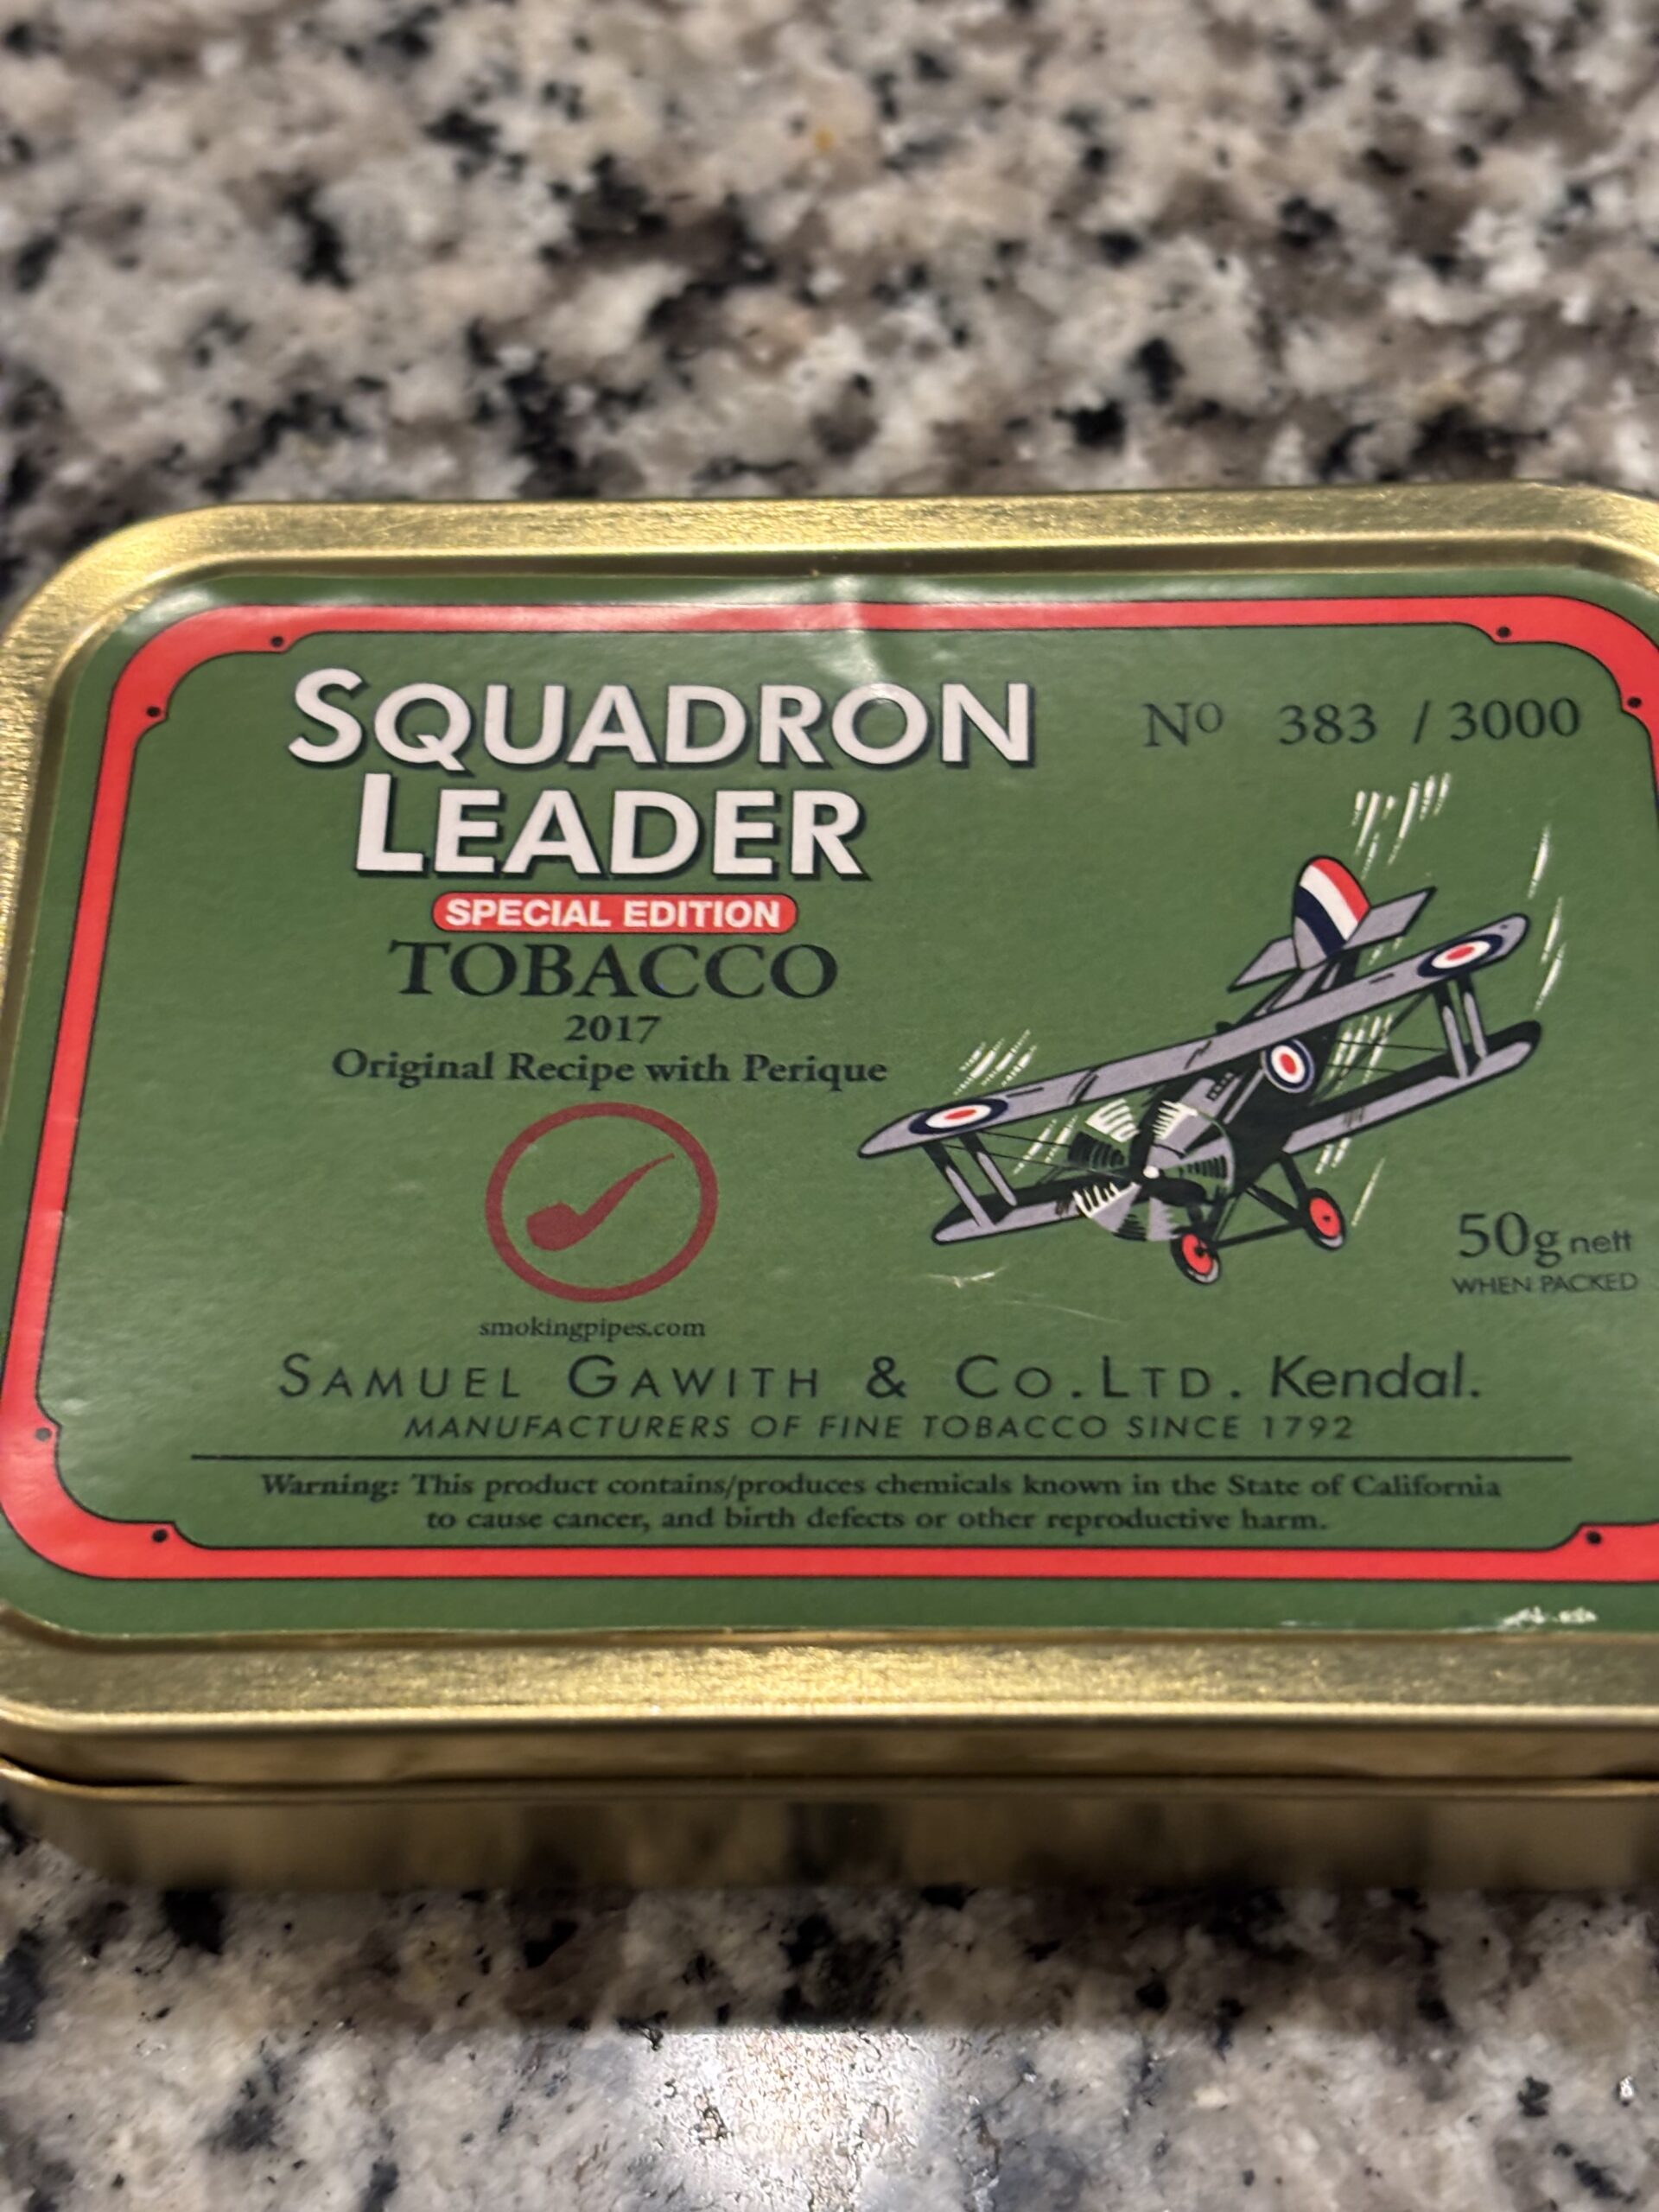 SQUADRON Nº 383 / 3000
LEADER
SPECIAL EDITION
TOBACCO
2017
Original Recipe with Perique
50g nett
WHEN PACKED
smokingpipes.com
SAMUEL GAWITH & CO.LTD. Kendal.
MANUFACTURERS OF FINE TOBACCO SINCE 1792
Warning: This product contains/produces chemicals known in the State of California
to cause cancer, and birth defects or other reproductive harm.